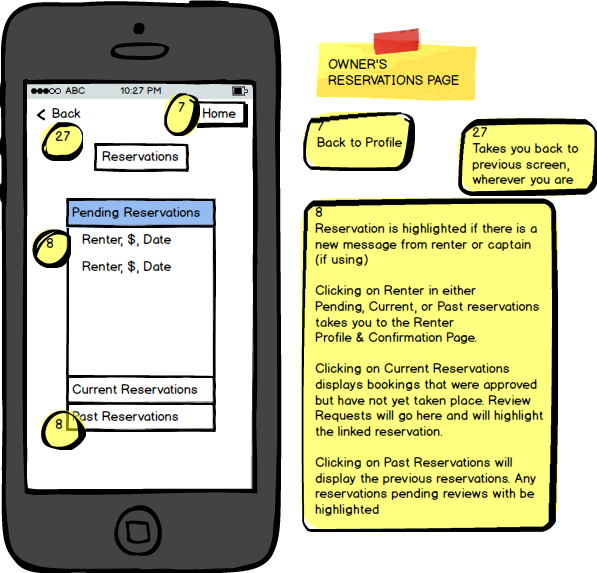 ABC 10:27 PM
Back
7
Home
27
Reservations
Pending Reservations
8
Renter, $, Date
Renter, $, Date
Current Reservations
8
Past Reservations
OWNER'S
RESERVATIONS PAGE
7
Back to Profile
27
Takes you back to
previous screen,
wherever you are
8
Reservation is highlighted if there is a
new message from renter or captain
(if using)
Clicking on Renter in either
Pending, Current, or Past reservations
takes you to the Renter
Profile & Confirmation Page.
Clicking on Current Reservations
displays bookings that were approved
but have not yet taken place. Review
Requests will go here and will highlight
the linked reservation.
Clicking on Past Reservations will
display the previous reservations. Any
reservations pending reviews with be
highlighted